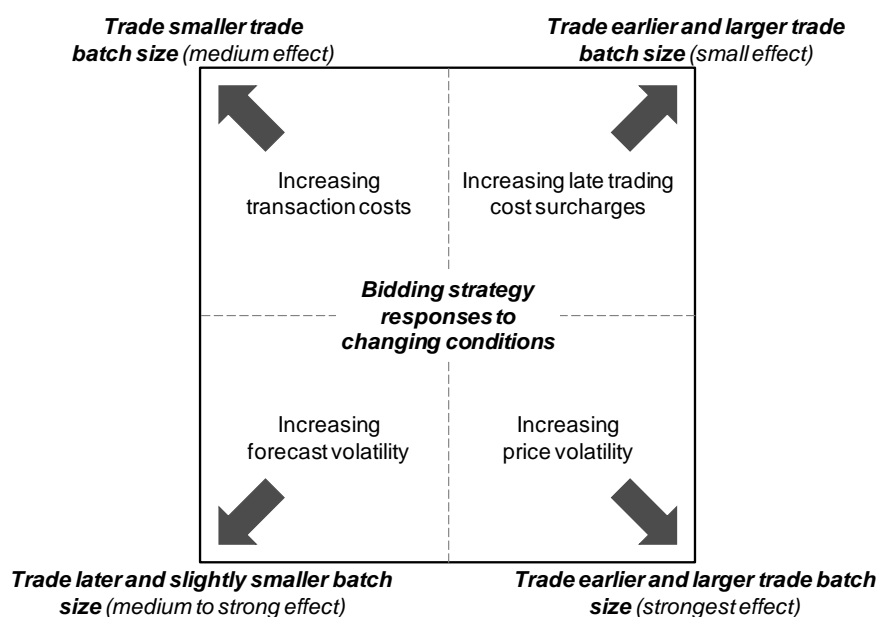 Trade smaller trade
batch size (medium effect)
Trade earlier and larger trade
batch size (small effect)
Increasing
transaction costs
Increasing late trading
cost surcharges
Bidding strategy
responses to
changing conditions
Increasing
forecast volatility
Increasing
price volatility
Trade later and slightly smaller batch
size (medium to strong effect)
Trade earlier and larger trade batch
size (strongest effect)